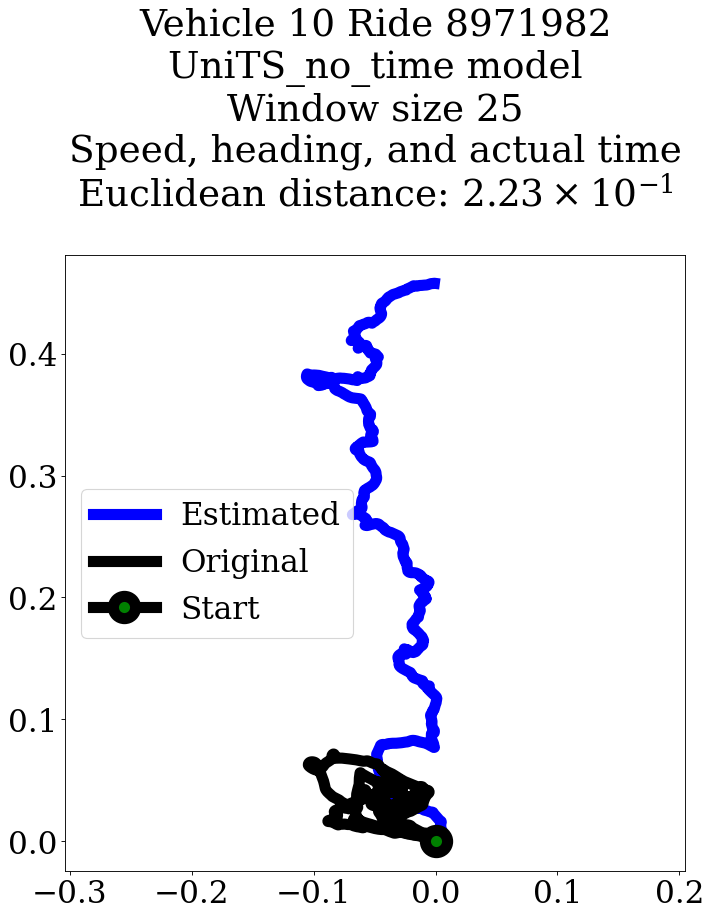 Vehicle 10 Ride 8971982
UniTS_no_time model
Window size 25
Speed, heading, and actual time
Euclidean distance: 2.23 × 10⁻¹
0.4
0.3
Estimated
Original
0.2
Start
0.1
0.0
−0.3 −0.2 −0.1 0.0 0.1 0.2